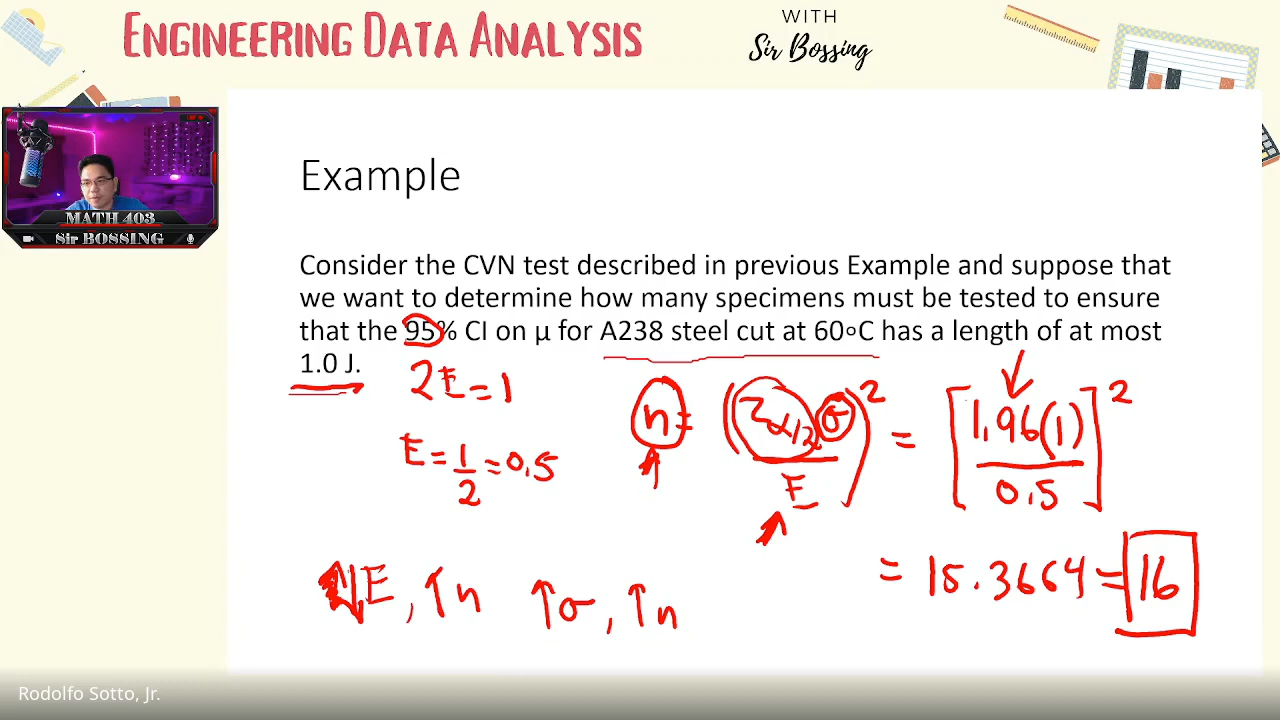 ENGINEERING DATA ANALYSIS
WITH
Sir Bossing
MATH 403
Sir BOSSING
Example
Consider the CVN test described in previous Example and suppose that
we want to determine how many specimens must be tested to ensure
that the 95% CI on μ for A238 steel cut at 60∘C has a length of at most
1.0 J.
2E=1
E=1/2=0.5
n= (Zα/2 σ/E)² = [1.96(1)/0.5]²
= 15.3664=16
↓E, ↑n ↑σ, ↑n
Rodolfo Sotto, Jr.